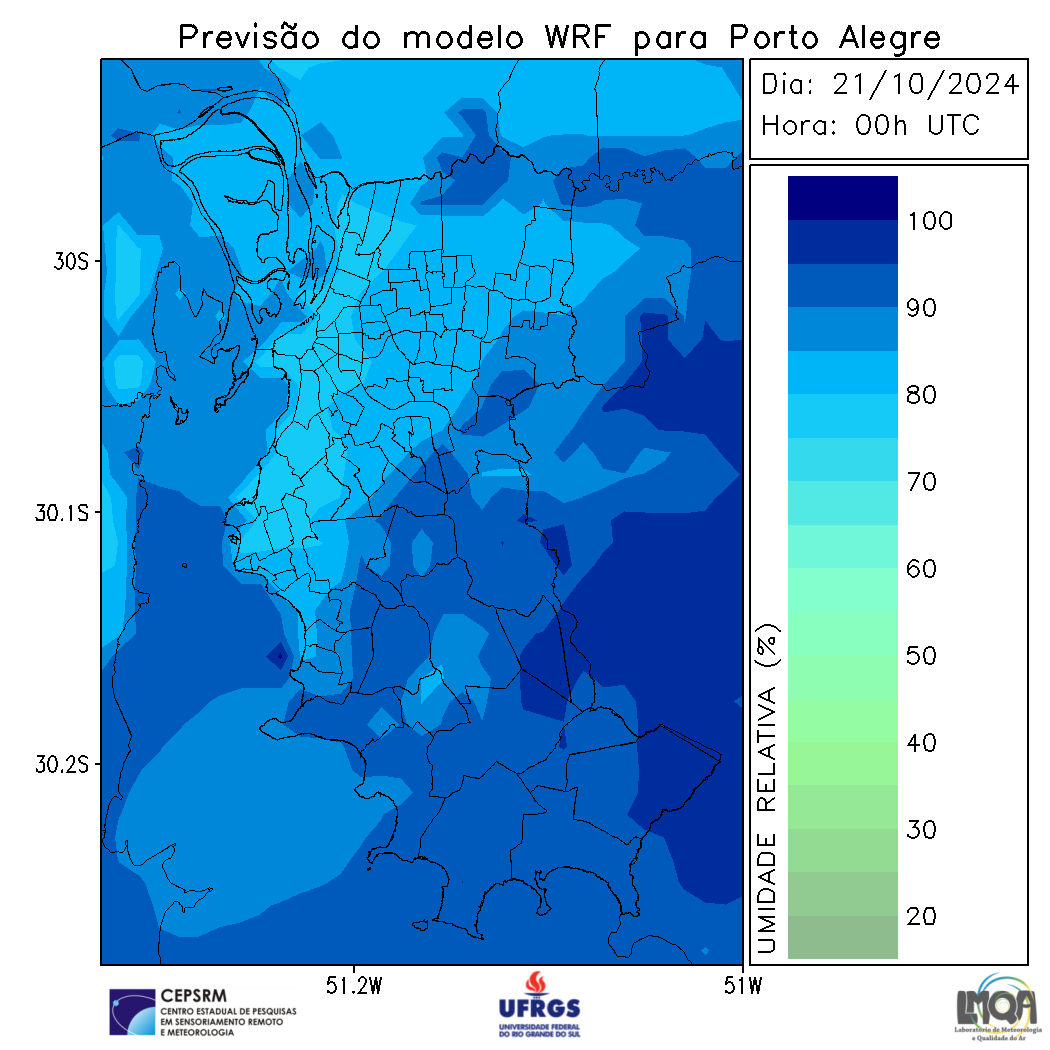 Previsão do modelo WRF para Porto Alegre
Dia: 21/10/2024
Hora: 00h UTC
100
90
80
70
60
50
40
30
20
UMIDADE RELATIVA (%)
30S
30.1S
30.2S
51.2W
51W
CEPSRM
CENTRO ESTADUAL DE PESQUISAS
EM SENSORIAMENTO REMOTO
E METEOROLOGIA
UFRGS
UNIVERSIDADE FEDERAL
DO RIO GRANDE DO SUL
LMQA
Laboratório de Meteorologia
e Qualidade do Ar